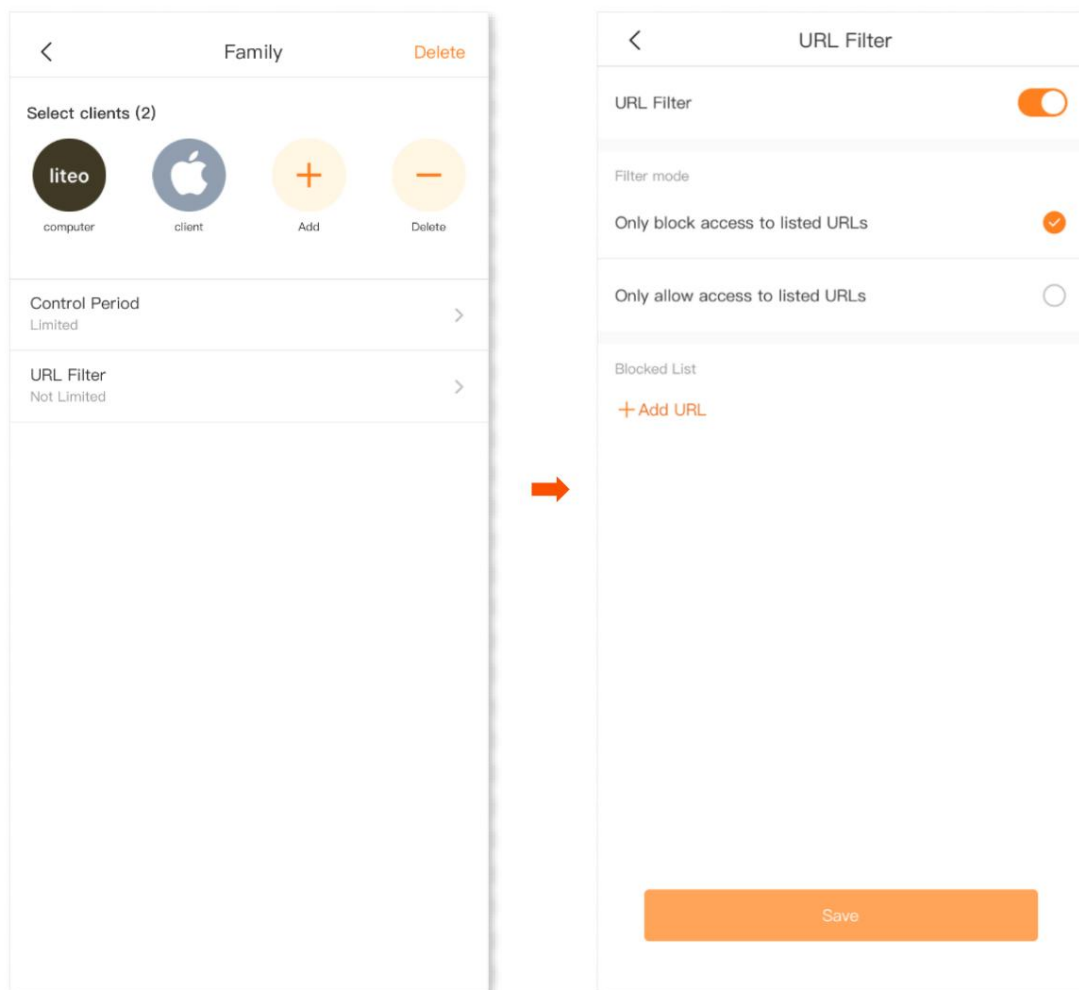 Family
Delete
Select clients (2)
liteo
computer
client
Add
Delete
Control Period
Limited
URL Filter
Not Limited
URL Filter
URL Filter
Filter mode
Only block access to listed URLs
Only allow access to listed URLs
Blocked List
+ Add URL
Save